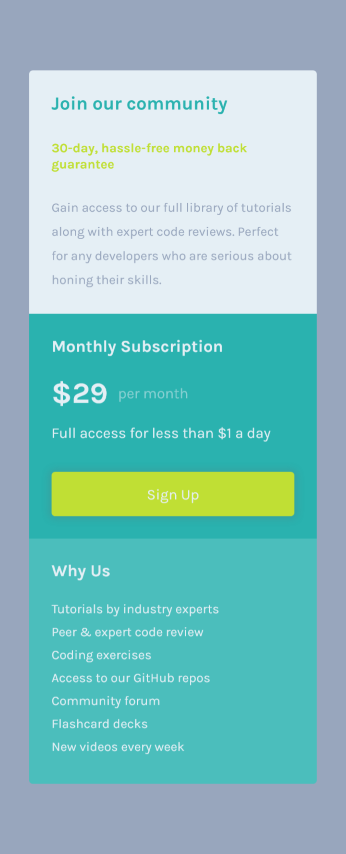 Join our community
30-day, hassle-free money back
guarantee
Gain access to our full library of tutorials
along with expert code reviews. Perfect
for any developers who are serious about
honing their skills.
Monthly Subscription
$29 per month
Full access for less than $1 a day
Sign Up
Why Us
Tutorials by industry experts
Peer & expert code review
Coding exercises
Access to our GitHub repos
Community forum
Flashcard decks
New videos every week